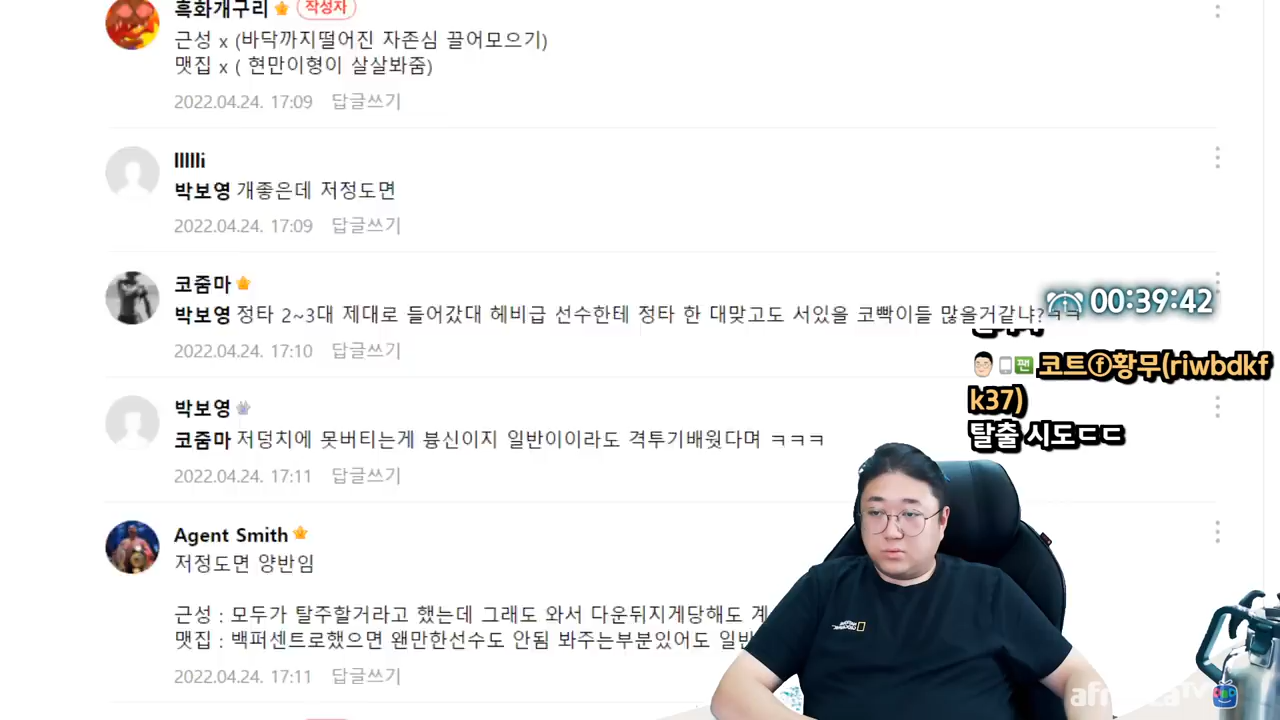 흑화개구리 작성자
근성 x (바닥까지떨어진 자존심 끌어모으기)
맷집 x ( 현만이형이 살살봐줌)
2022.04.24. 17:09 답글쓰기
llllli
박보영 개좋은데 저정도면
2022.04.24. 17:09 답글쓰기
코줌마
박보영 정타 2~3대 제대로 들어갔대 헤비급 선수한테 정타 한 대맞고도 서있을 코빡이들 많을거같냐?ㅋㅋ
00:39:42
2022.04.24. 17:10 답글쓰기
팬 코트ⓕ황무(riwbdkf
k37)
탈출 시도ㄷㄷ
박보영
코줌마 저덩치에 못버티는게 븅신이지 일반이이라도 격투기배웟다며 ㅋㅋㅋ
2022.04.24. 17:11 답글쓰기
Agent Smith
저정도면 양반임
근성 : 모두가 탈주할거라고 했는데 그래도 와서 다운뒤지게당해도 계
맷집 : 백퍼센트로했으면 왠만한선수도 안됨 봐주는부분있어도 일반
2022.04.24. 17:11 답글쓰기